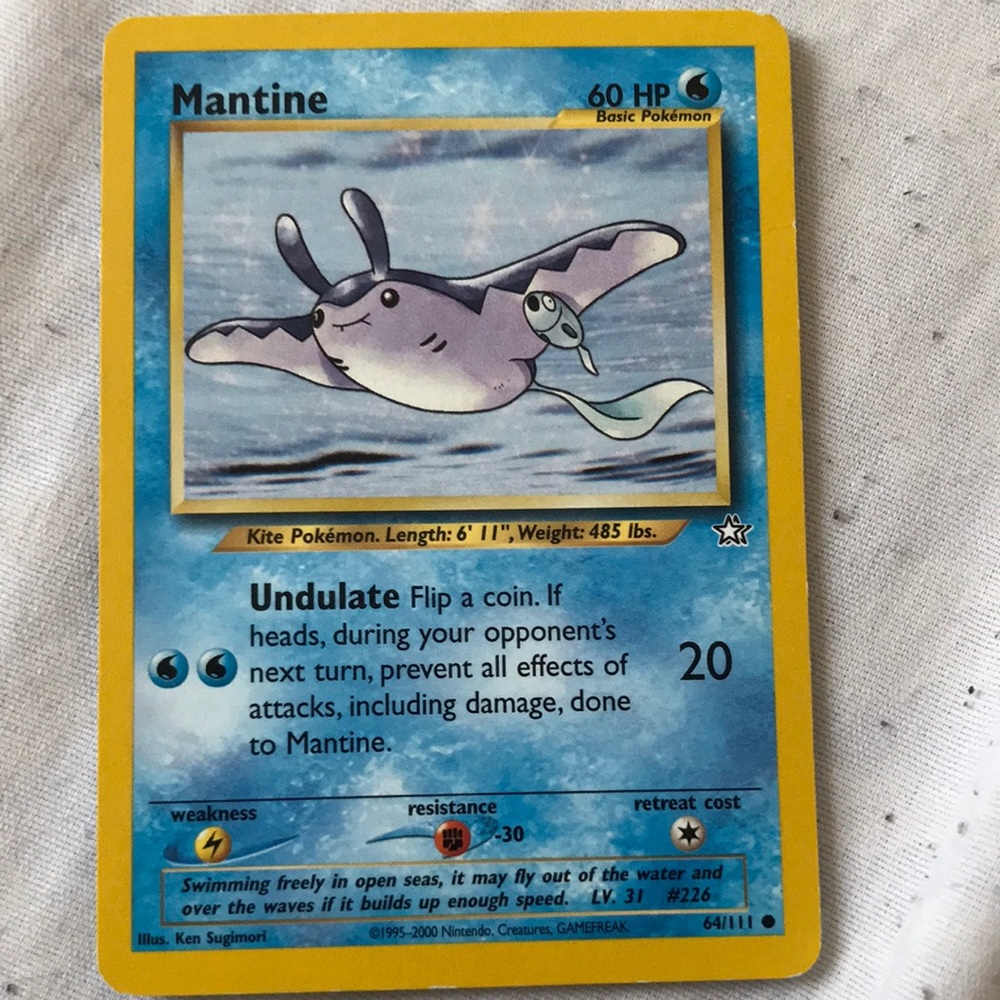 Mantine
60 HP
Basic Pokémon
Kite Pokémon. Length: 6' 11", Weight: 485 lbs.
Undulate Flip a coin. If
heads, during your opponent's
next turn, prevent all effects of
attacks, including damage, done
to Mantine.
20
weakness
resistance
retreat cost
-30
Swimming freely in open seas, it may fly out of the water and
over the waves if it builds up enough speed. LV. 31 #226
Illus. Ken Sugimori
©1995-2000 Nintendo, Creatures, GAMEFREAK.
64/111